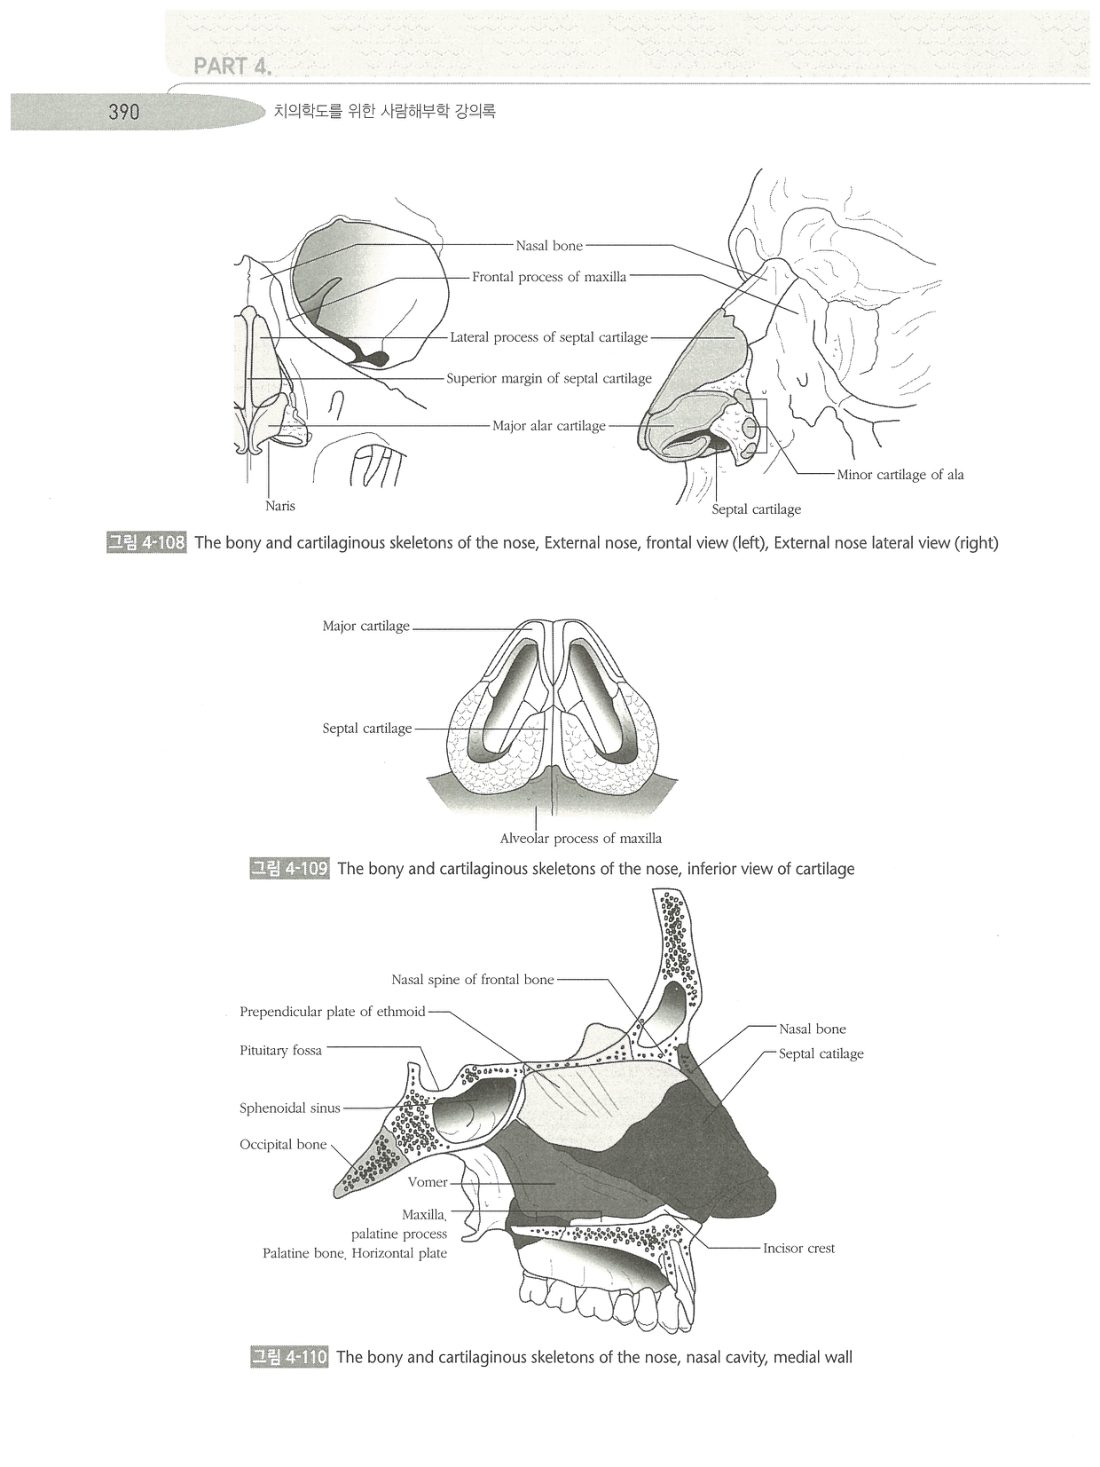 PART 4.
390
치의학도를 위한 사람해부학 강의록
Nasal bone
Frontal process of maxilla
Lateral process of septal cartilage
Superior margin of septal cartilage
Major alar cartilage
Minor cartilage of ala
Naris
Septal cartilage
그림 4-108 The bony and cartilaginous skeletons of the nose, External nose, frontal view (left), External nose lateral view (right)
Major cartilage
Septal cartilage
Alveolar process of maxilla
그림 4-109 The bony and cartilaginous skeletons of the nose, inferior view of cartilage
Nasal spine of frontal bone
Prependicular plate of ethmoid
Nasal bone
Pituitary fossa
Septal catilage
Sphenoidal sinus
Occipital bone
Vomer
Maxilla,
palatine process
Incisor crest
Palatine bone, Horizontal plate
그림 4-110 The bony and cartilaginous skeletons of the nose, nasal cavity, medial wall